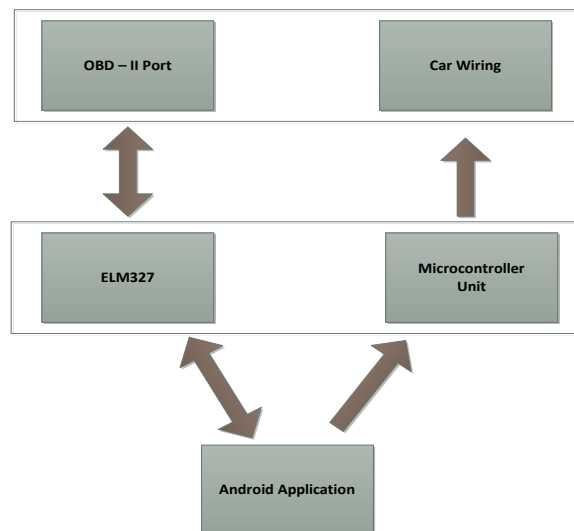 OBD – II Port
Car Wiring
ELM327
Microcontroller
Unit
Android Application